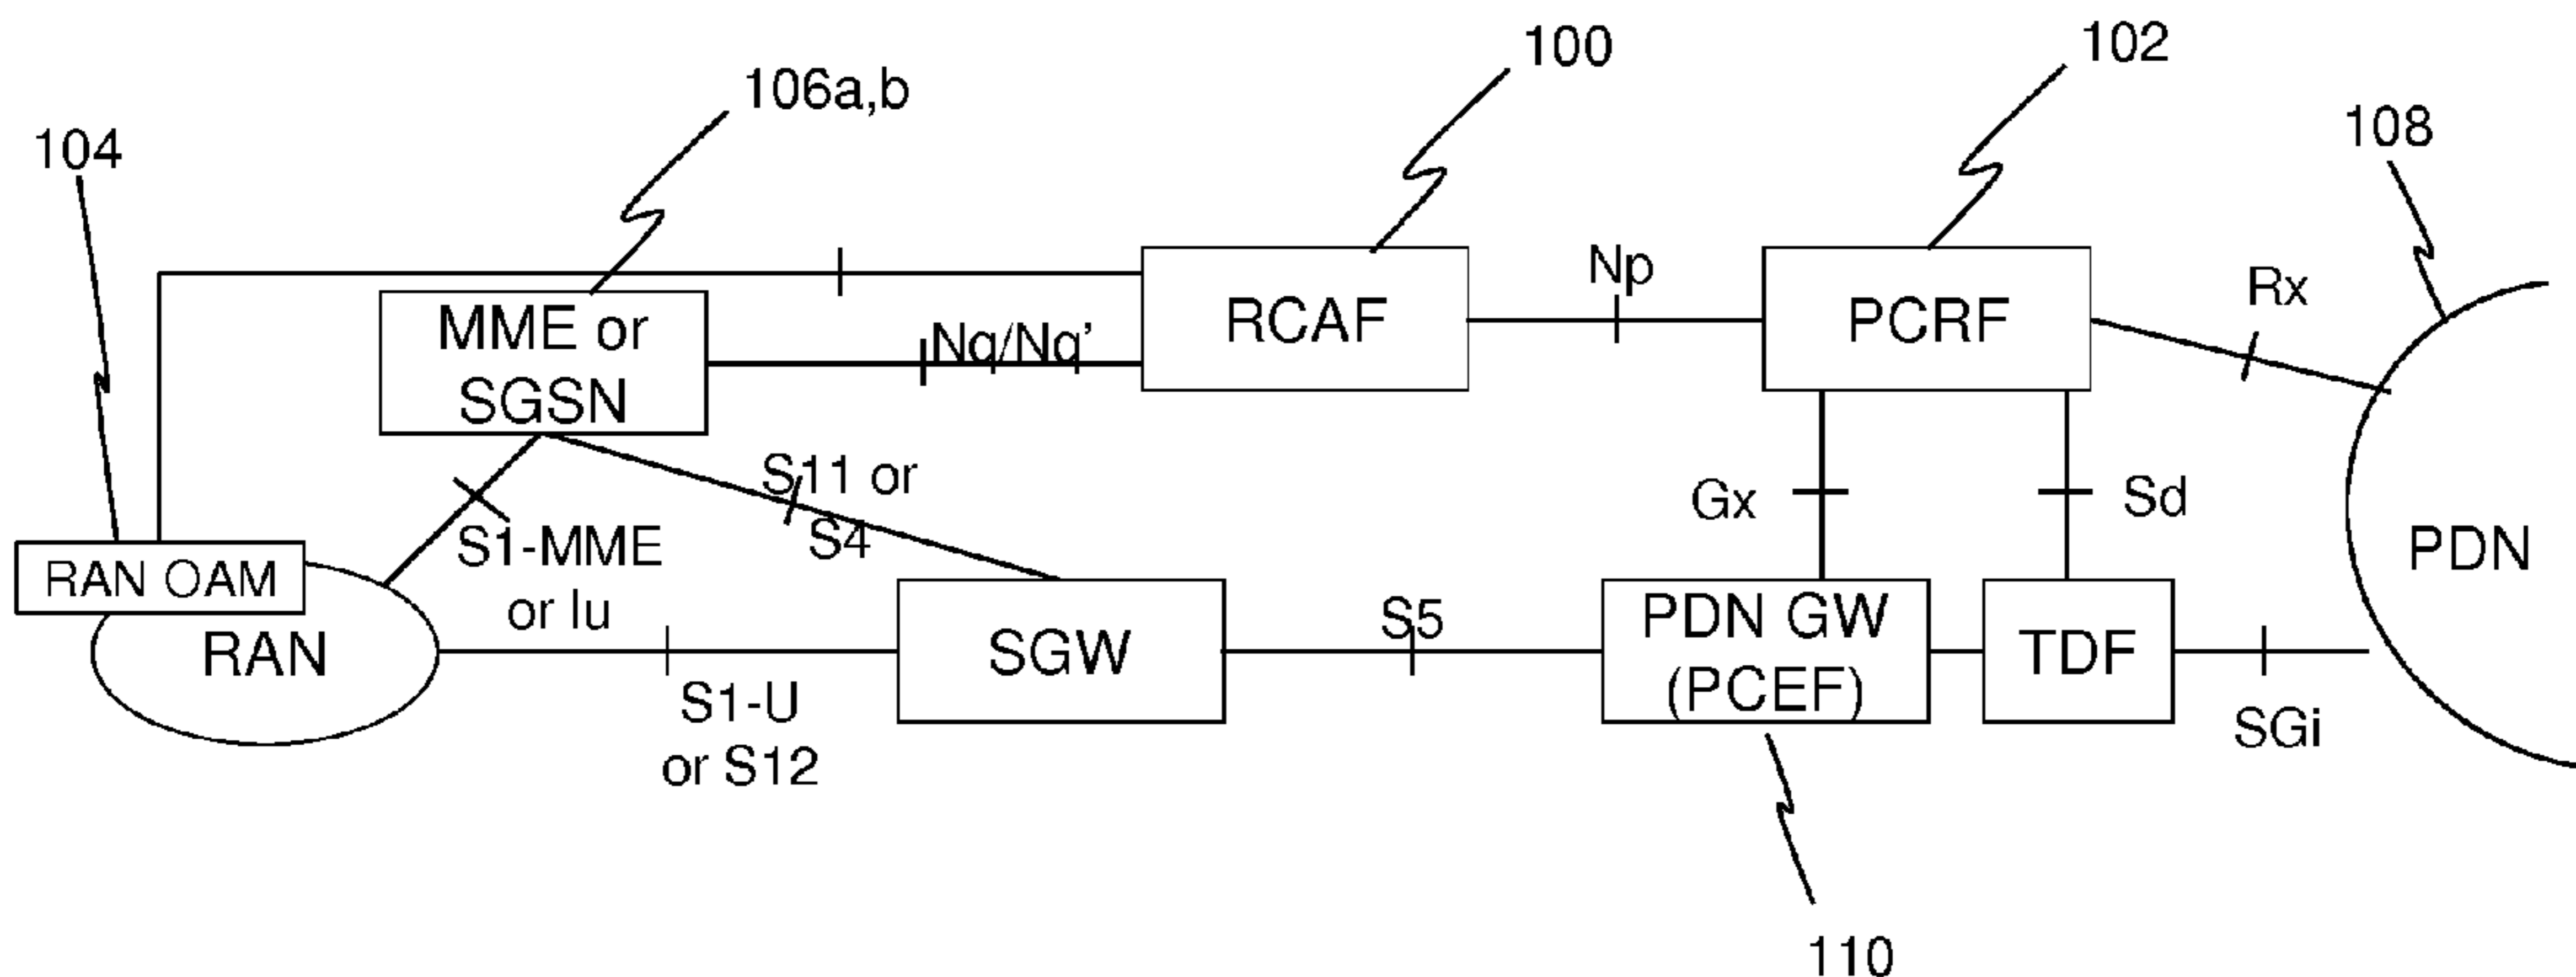 100
102
106a,b
108
104
Np
Rx
MME or
SGSN
RCAF
PCRF
Nq/Nq'
S11 or
S4
Gx
Sd
S1-MME
or Iu
PDN
RAN OAM
RAN
SGW
S5
PDN GW
(PCEF)
TDF
S1-U
or S12
SGi
110